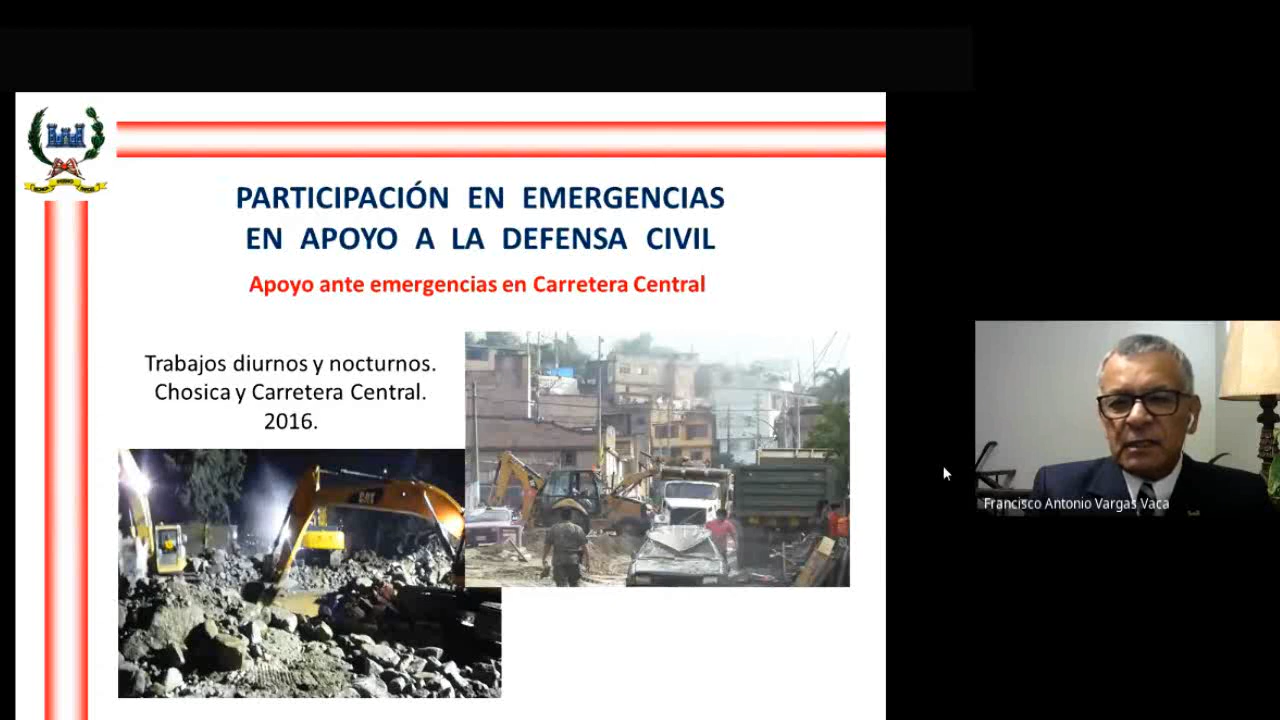 PARTICIPACIÓN EN EMERGENCIAS
EN APOYO A LA DEFENSA CIVIL
Apoyo ante emergencias en Carretera Central
Trabajos diurnos y nocturnos.
Chosica y Carretera Central.
2016.
CAT
Francisco Antonio Vargas Vaca